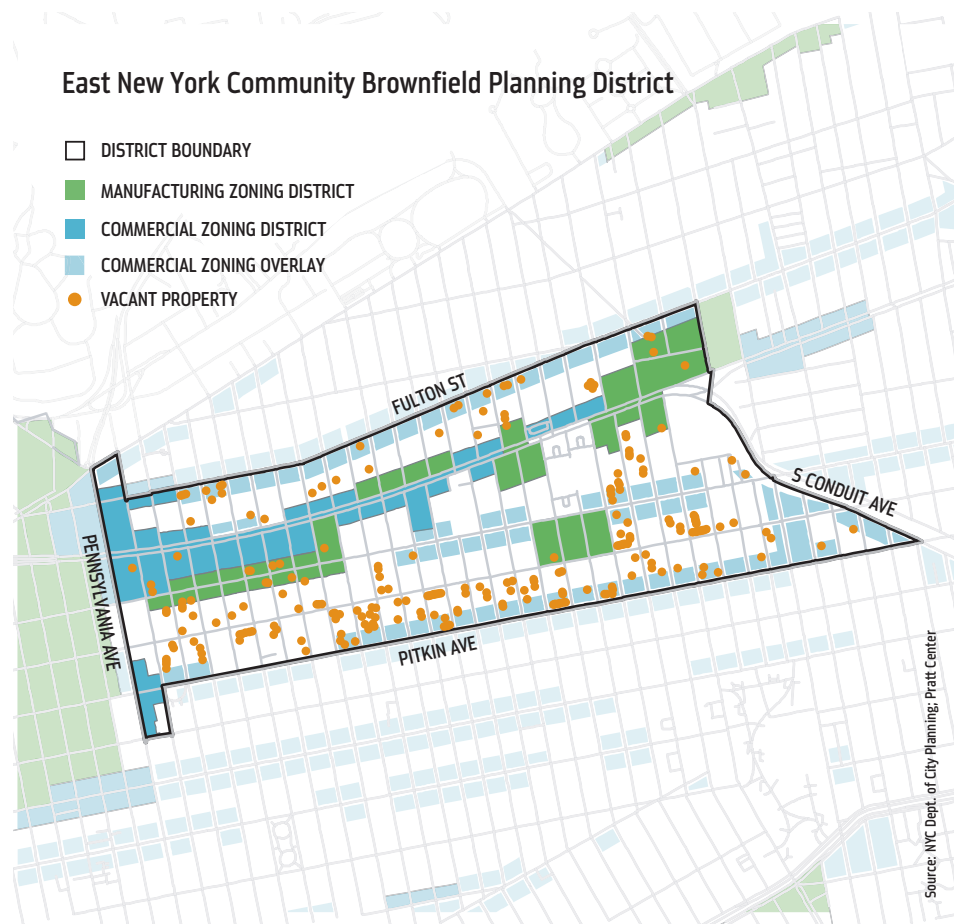 East New York Community Brownfield Planning District
DISTRICT BOUNDARY
MANUFACTURING ZONING DISTRICT
COMMERCIAL ZONING DISTRICT
COMMERCIAL ZONING OVERLAY
VACANT PROPERTY
FULTON ST
S CONDUIT AVE
PENNSYLVANIA AVE
PITKIN AVE
Source: NYC Dept. of City Planning; Pratt Center